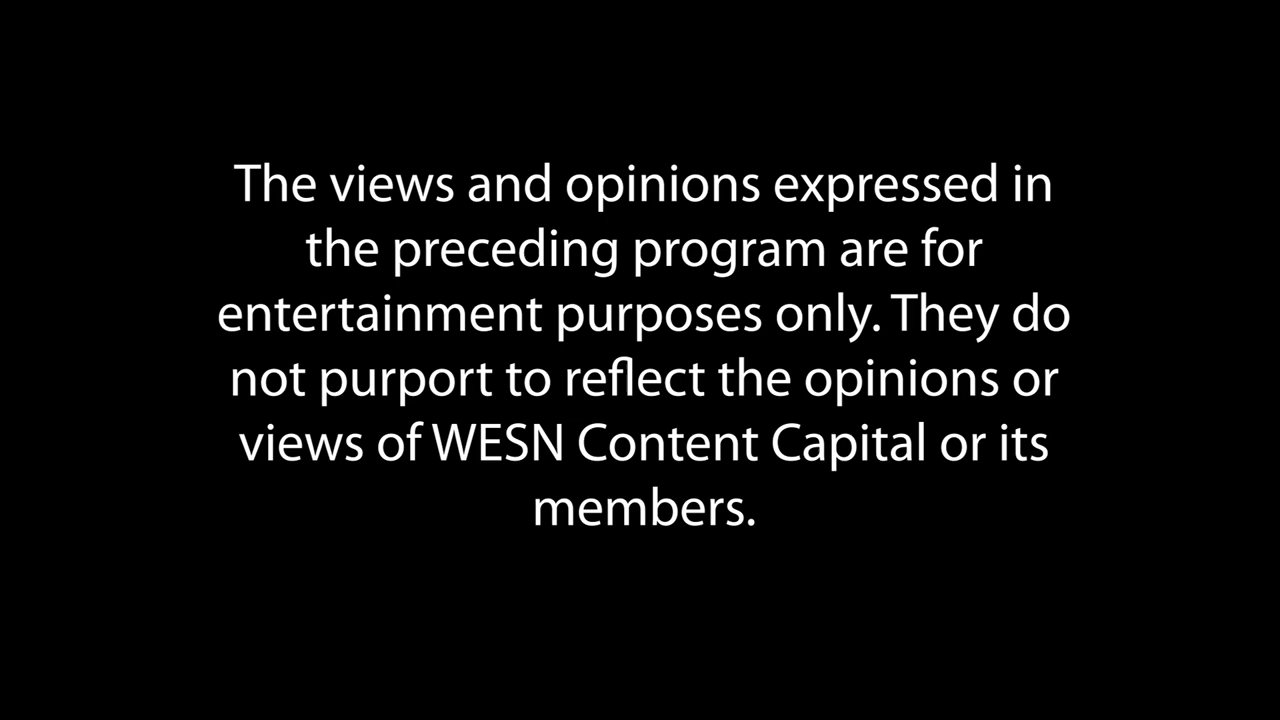 The views and opinions expressed in
the preceding program are for
entertainment purposes only. They do
not purport to reflect the opinions or
views of WESN Content Capital or its
members.